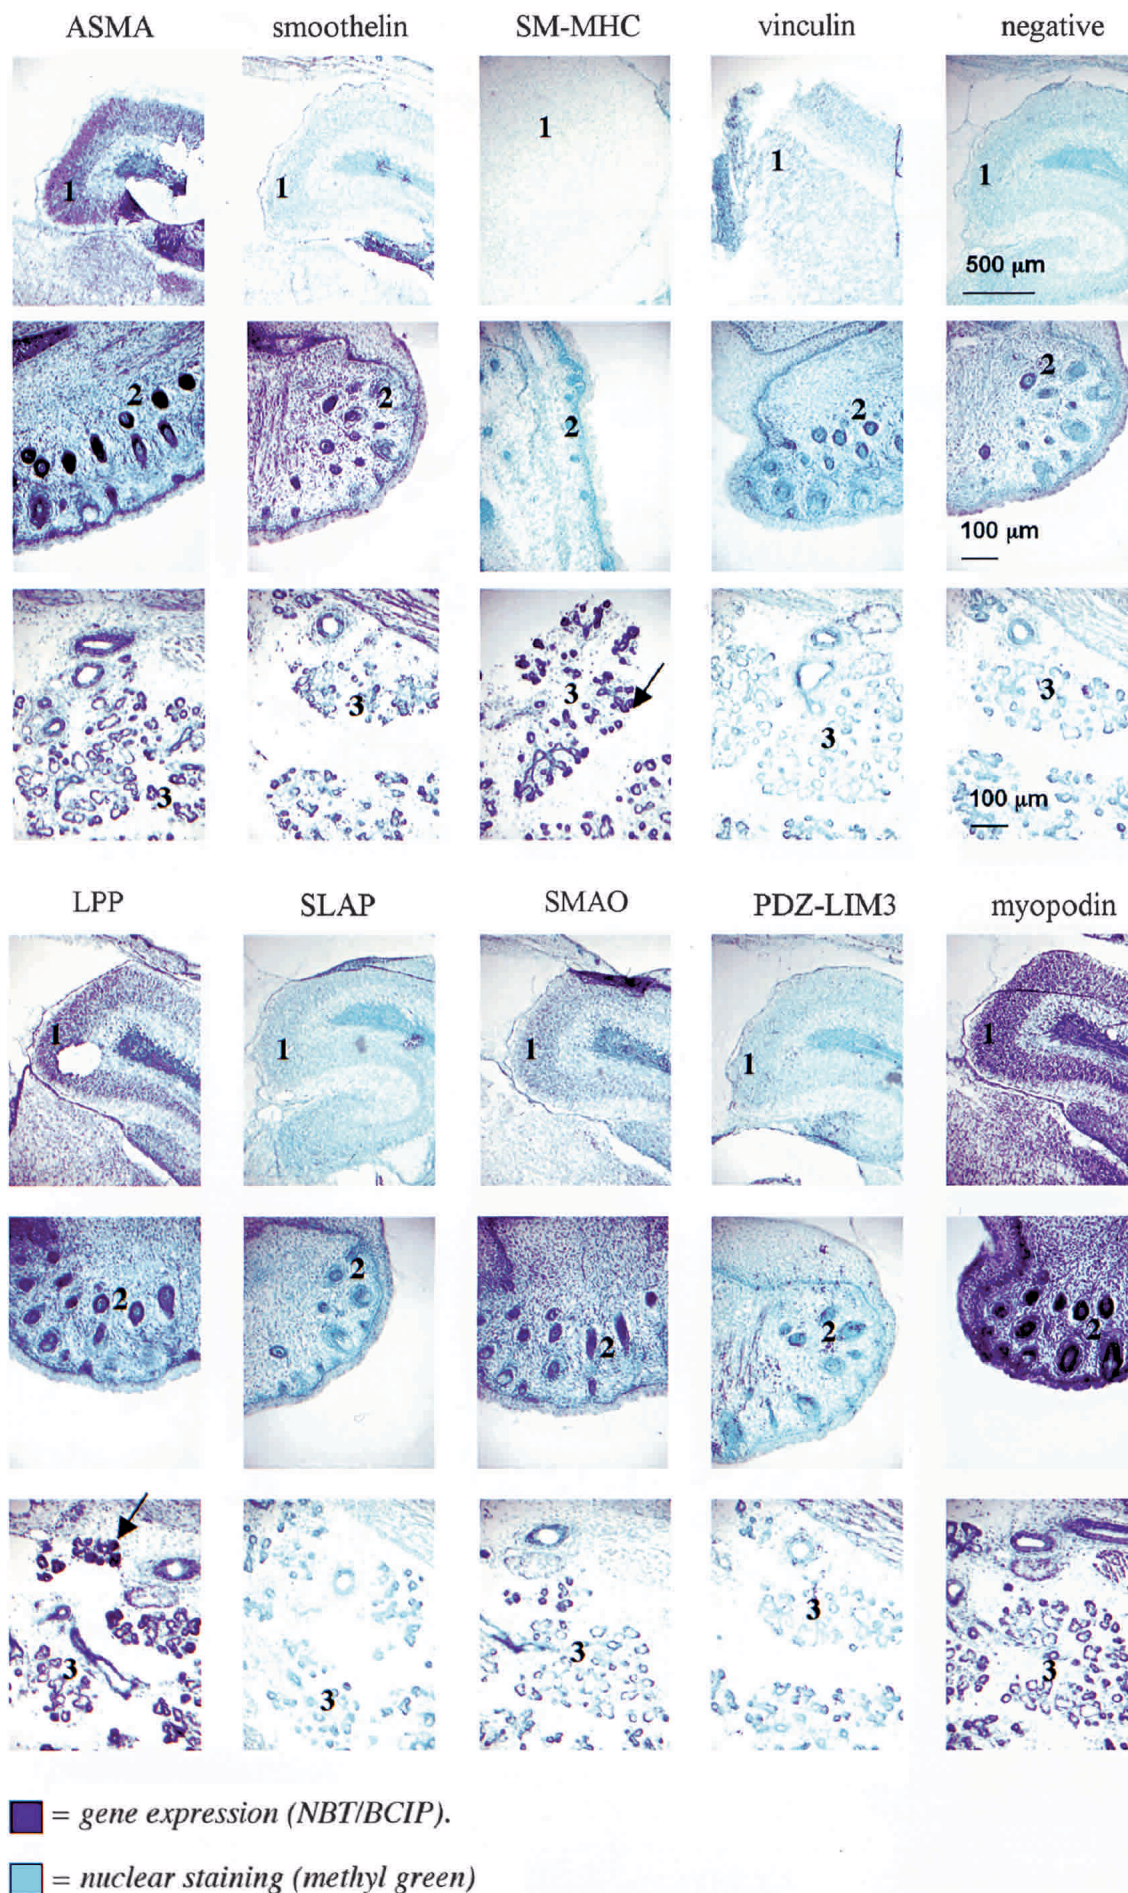 ASMA smoothelin SM-MHC vinculin negative
1 1 1 1 1
500 µm
2 2 2 2 2
100 µm
3 3 3 3 3
100 µm
LPP SLAP SMAO PDZ-LIM3 myopodin
1 1 1 1 1
2 2 2 2 2
3 3 3 3 3
= gene expression (NBT/BCIP).
= nuclear staining (methyl green)